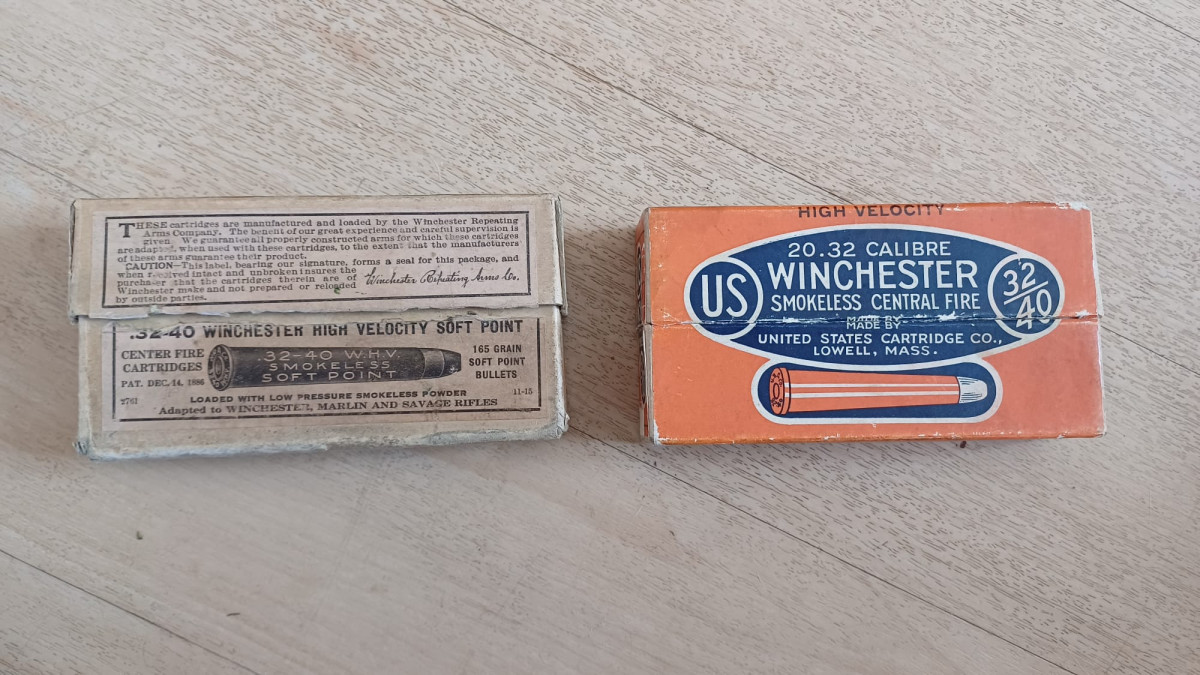 THESE cartridges are manufactured and loaded by the Winchester Repeating
Arms Company. The benefit of our great experience and careful supervision is
given. We guarantee all properly constructed arms for which these cartridges
are adapted, when used with these cartridges, to the extent that the manufacturers
of these arms guarantee their product.
CAUTION—This label, bearing our signature, forms a seal for this package, and
when received intact and unbroken insures the
purchaser that the cartridges therein are of
Winchester make and not prepared or reloaded
by outside parties.
Winchester Repeating Arms Co.
.32-40 WINCHESTER HIGH VELOCITY SOFT POINT
CENTER FIRE
CARTRIDGES
PAT. DEC. 14, 1886
2761
.32-40 W.H.V.
SMOKELESS
SOFT POINT
165 GRAIN
SOFT POINT
BULLETS
11-15
LOADED WITH LOW PRESSURE SMOKELESS POWDER
Adapted to WINCHESTER, MARLIN AND SAVAGE RIFLES
HIGH VELOCITY
20.32 CALIBRE
US
WINCHESTER
32/40
SMOKELESS CENTRAL FIRE
MADE BY
MADE BY
UNITED STATES CARTRIDGE CO.,
LOWELL, MASS.